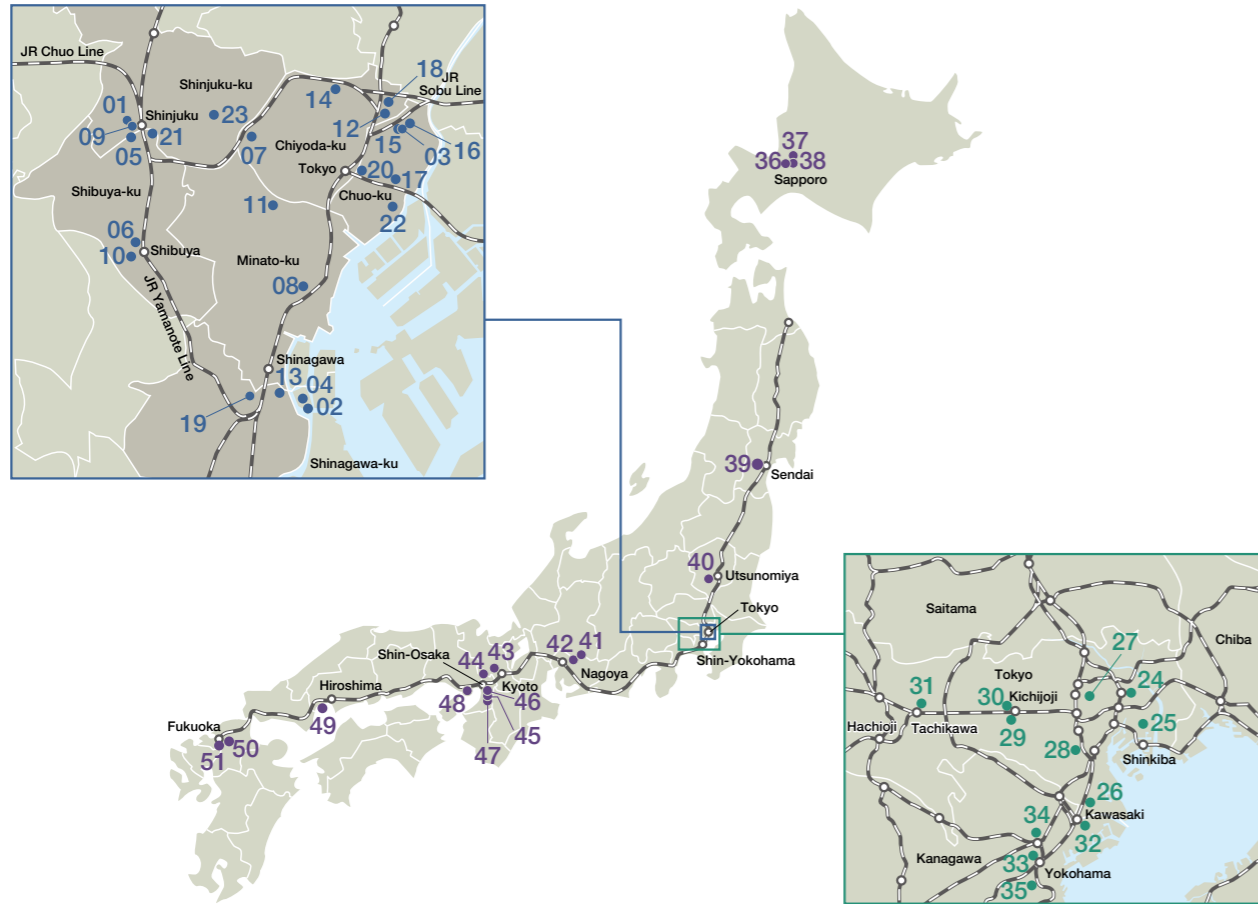 JR Chuo Line
Shinjuku-ku
18
JR
Sobu Line
14
01
Shinjuku
23
12
09
21
07
Chiyoda-ku
15
03
16
05
Tokyo
20
17
Shibuya-ku
Chuo-ku
11
22
06
Shibuya
10
Minato-ku
08
JR Yamanote Line
Shinagawa
13
04
19
02
Shinagawa-ku
37
36
38
Sapporo
39
Sendai
40
Utsunomiya
Tokyo
Shin-Yokohama
42
41
Nagoya
Shin-Osaka
44
43
Kyoto
46
48
45
47
Hiroshima
49
Fukuoka
50
51
Saitama
Chiba
27
Tokyo
24
31
30
Kichijoji
25
Hachioji
Tachikawa
29
28
Shinkiba
26
34
Kawasaki
32
Kanagawa
33
Yokohama
35